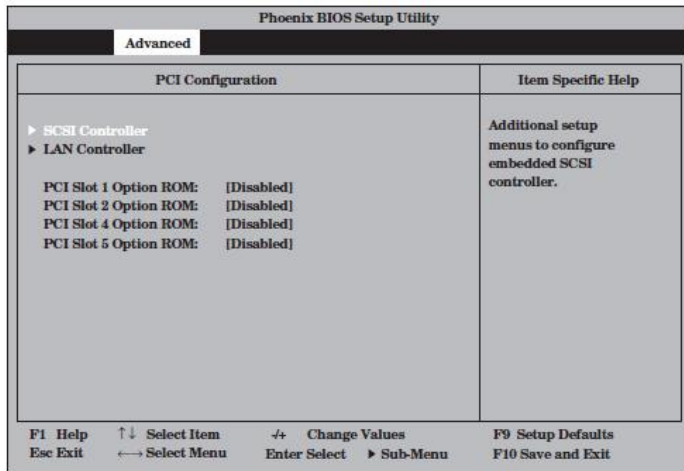 Phoenix BIOS Setup Utility
Advanced
PCI Configuration
Item Specific Help
▶ SCSI Controller
▶ LAN Controller
PCI Slot 1 Option ROM: [Disabled]
PCI Slot 2 Option ROM: [Disabled]
PCI Slot 4 Option ROM: [Disabled]
PCI Slot 5 Option ROM: [Disabled]
Additional setup
menus to configure
embedded SCSI
controller.
F1 Help ↑↓ Select Item -/+ Change Values F9 Setup Defaults
Esc Exit ←→ Select Menu Enter Select ▶ Sub-Menu F10 Save and Exit